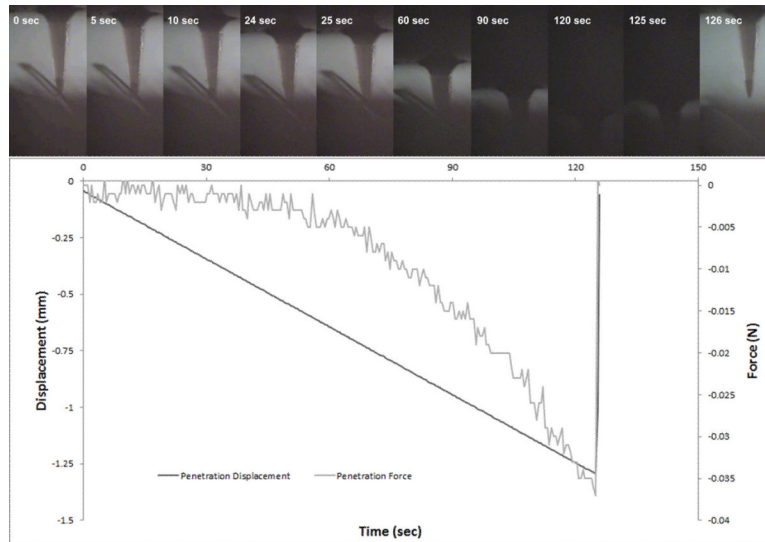 0 sec 5 sec 10 sec 24 sec 25 sec 60 sec 90 sec 120 sec 125 sec 126 sec
0 30 60 90 120 150
0
-0.25
-0.5
-0.75
-1
-1.25
-1.5
Displacement (mm)
0
-0.005
-0.01
-0.015
-0.02
-0.025
-0.03
-0.035
-0.04
Force (N)
Penetration Displacement Penetration Force
Time (sec)